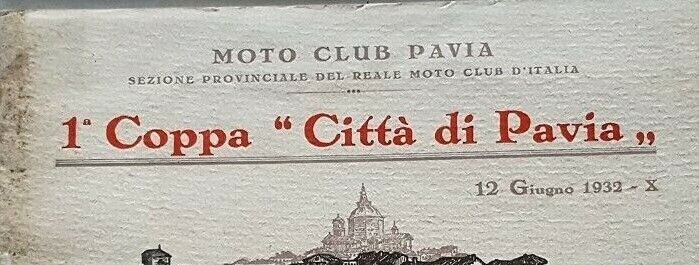 MOTO CLUB PAVIA
SEZIONE PROVINCIALE DEL REALE MOTO CLUB D'ITALIA
1ª Coppa “ Città di Pavia „
12 Giugno 1932 - X